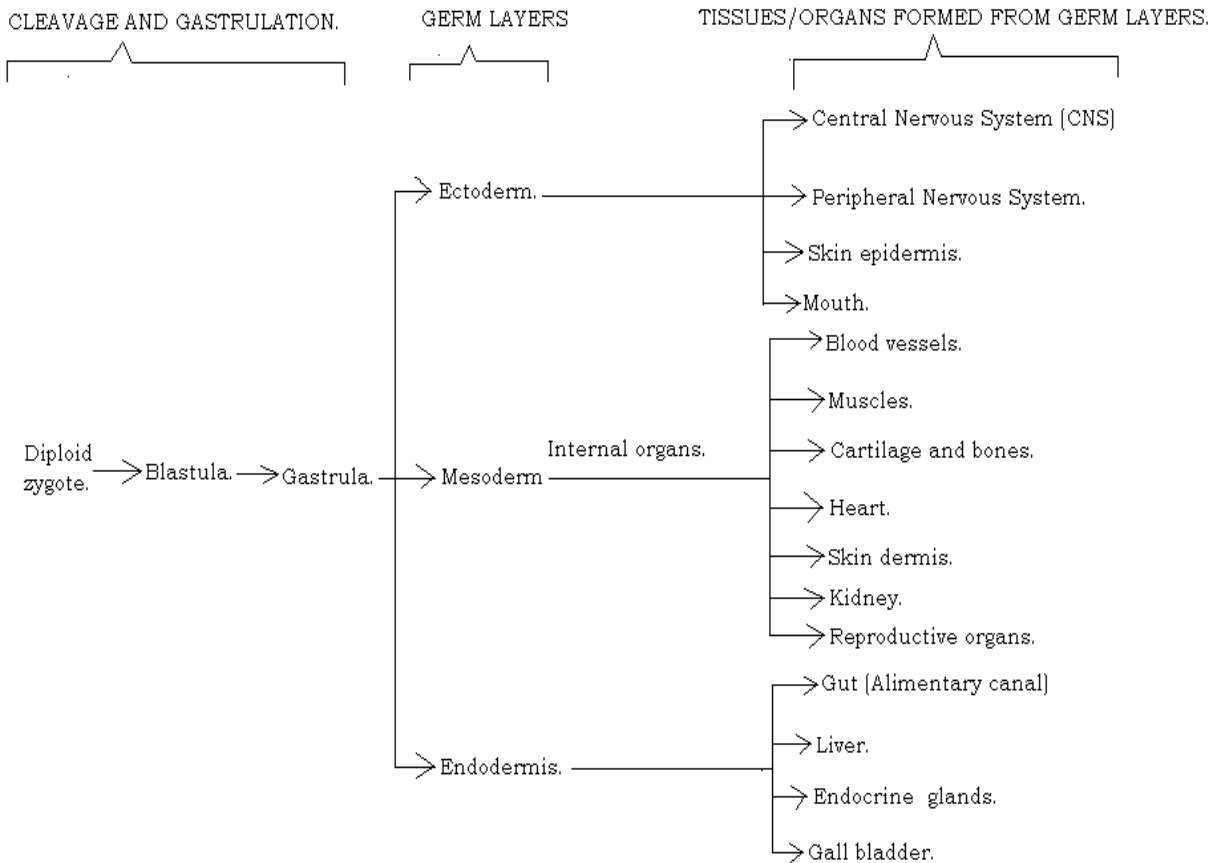 CLEAVAGE AND GASTRULATION.
GERM LAYERS
TISSUES/ORGANS FORMED FROM GERM LAYERS.
Central Nervous System (CNS)
Ectoderm.
Peripheral Nervous System.
Skin epidermis.
Mouth.
Blood vessels.
Muscles.
Internal organs.
Cartilage and bones.
Diploid
zygote.
Blastula.
Gastrula.
Mesoderm
Heart.
Skin dermis.
Kidney.
Reproductive organs.
Gut (Alimentary canal)
Liver.
Endodermis.
Endocrine glands.
Gall bladder.